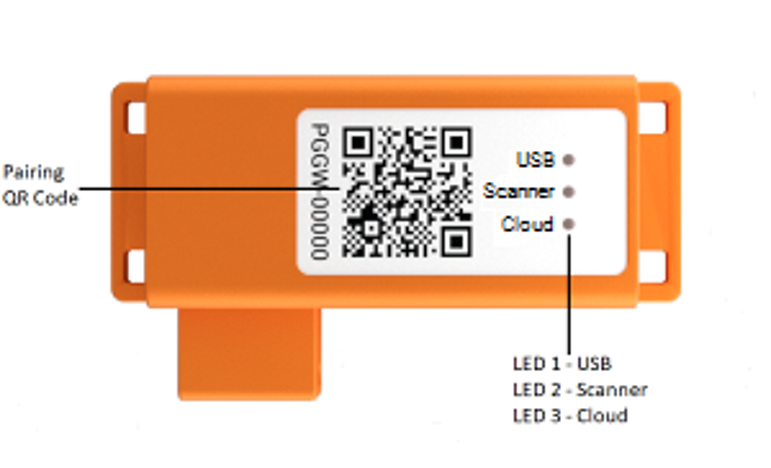 Pairing
QR Code
PGGW-00000
USB
Scanner
Cloud
LED 1 - USB
LED 2 - Scanner
LED 3 - Cloud